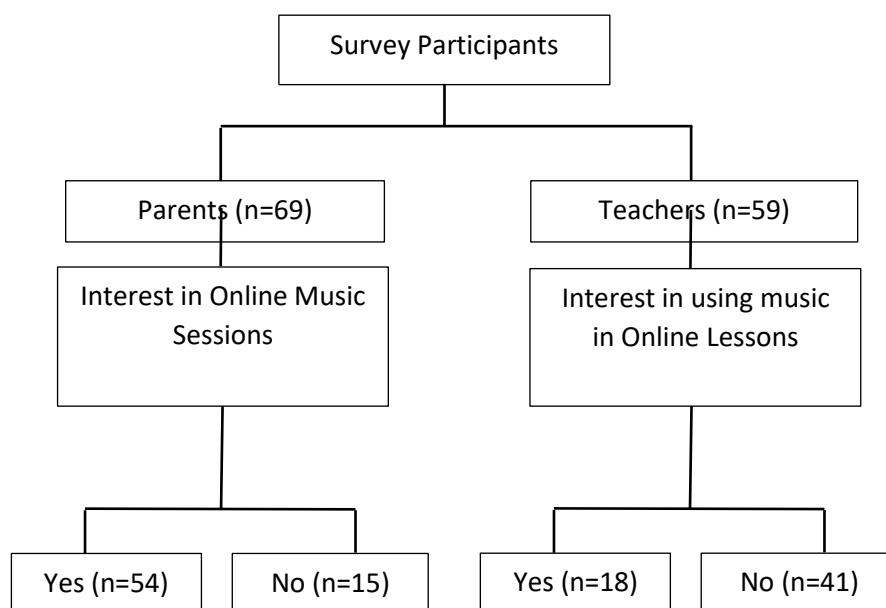 Survey Participants
Parents (n=69)
Teachers (n=59)
Interest in Online Music
Sessions
Interest in using music
in Online Lessons
Yes (n=54)
No (n=15)
Yes (n=18)
No (n=41)